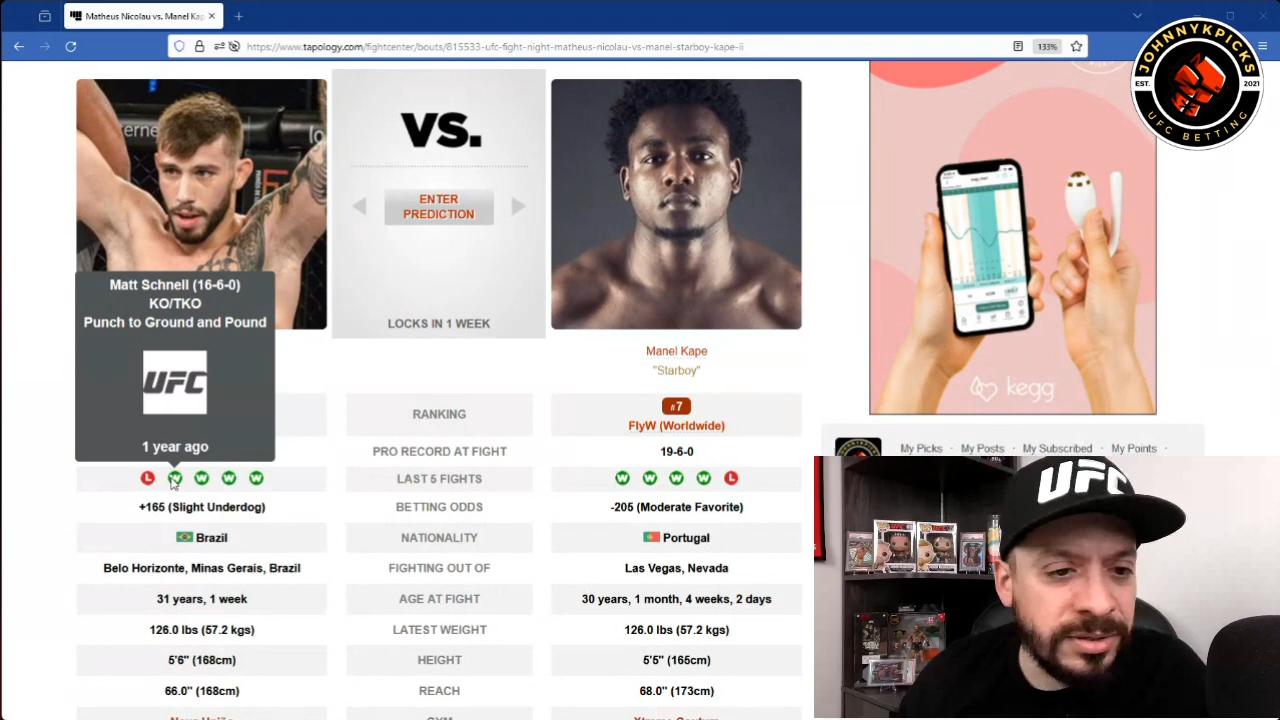 Matheus Nicolau vs. Manel Kap
https://www.tapology.com/fightcenter/bouts/815533-ufc-fight-night-matheus-nicolau-vs-manel-starboy-kape-ii
133%
JOHNNYKPICKS
EST. 2021
UFC BETTING
VS.
ENTER
PREDICTION
LOCKS IN 1 WEEK
Matt Schnell (16-6-0)
KO/TKO
Punch to Ground and Pound
UFC
1 year ago
Manel Kape
"Starboy"
kegg
RANKING
#7
FlyW (Worldwide)
PRO RECORD AT FIGHT
19-6-0
My Picks · My Posts · My Subscribed · My Points ·
L W W W W
LAST 5 FIGHTS
W W W W L
+165 (Slight Underdog)
BETTING ODDS
-205 (Moderate Favorite)
Brazil
NATIONALITY
Portugal
Belo Horizonte, Minas Gerais, Brazil
FIGHTING OUT OF
Las Vegas, Nevada
31 years, 1 week
AGE AT FIGHT
30 years, 1 month, 4 weeks, 2 days
126.0 lbs (57.2 kgs)
LATEST WEIGHT
126.0 lbs (57.2 kgs)
5'6" (168cm)
HEIGHT
5'5" (165cm)
66.0" (168cm)
REACH
68.0" (173cm)
GYM
UFC